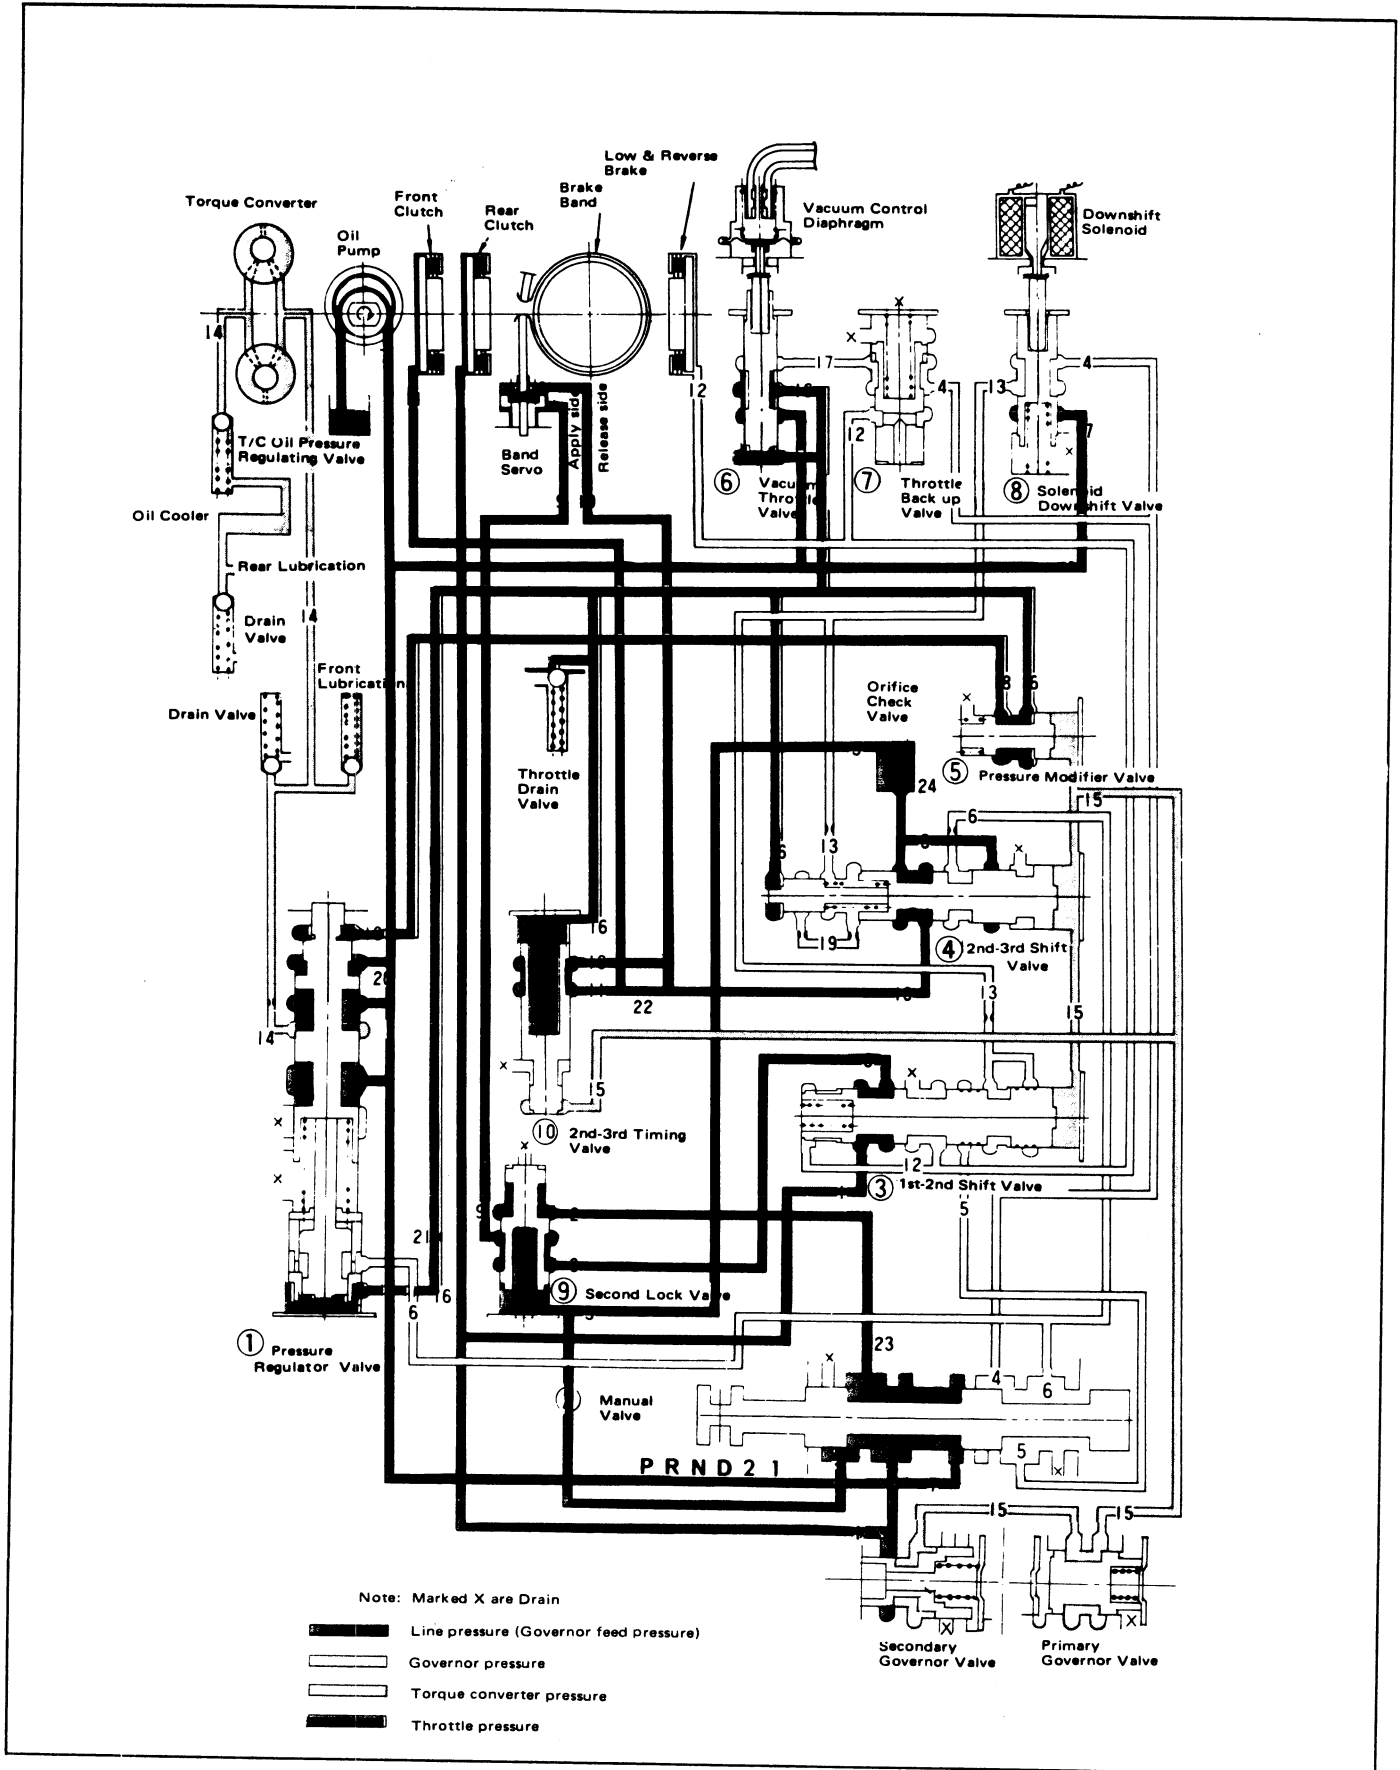 Low & Reverse
Brake
Brake
Band
Front
Clutch
Rear
Clutch
Torque Converter
Oil
Pump
Vacuum Control
Diaphragm
Downshift
Solenoid
14
17
4
13
4
12
12
7
T/C Oil Pressure
Regulating Valve
Band
Servo
Apply side
Release side
6 Vacuum
Throttle
Valve
7 Throttle
Back up
Valve
8 Solenoid
Downshift Valve
Oil Cooler
Rear Lubrication
14
Drain
Valve
Front
Lubrication
Drain Valve
Orifice
Check
Valve
5 Pressure Modifier Valve
Throttle
Drain
Valve
24
15
6
13
19
4 2nd-3rd Shift
Valve
16
22
13
15
14
15
10 2nd-3rd Timing
Valve
12
3 1st-2nd Shift Valve
5
9
21
16
6
9 Second Lock Valve
1 Pressure
Regulator Valve
23
4
6
Manual
Valve
5
P R N D 2 1
15
15
Secondary
Governor Valve
Primary
Governor Valve
Note: Marked X are Drain
Line pressure (Governor feed pressure)
Governor pressure
Torque converter pressure
Throttle pressure